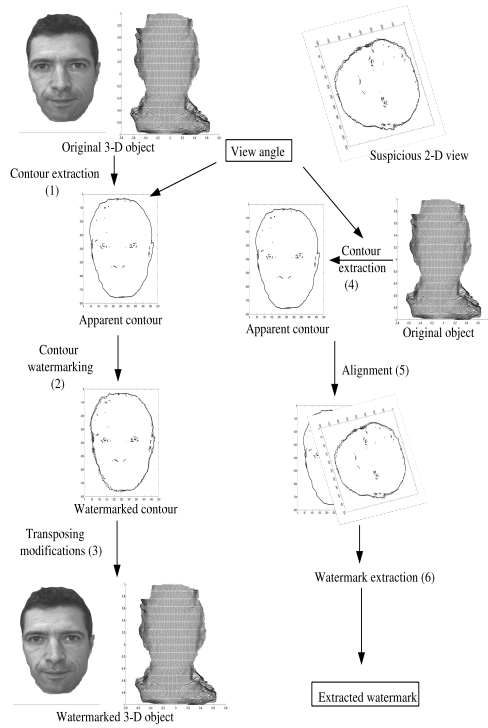 Original 3-D object
Contour extraction
(1)
View angle
Suspicious 2-D view
Apparent contour
Contour
extraction
(4)
Apparent contour
Original object
Contour
watermarking
(2)
Alignment (5)
Watermarked contour
Transposing
modifications (3)
Watermark extraction (6)
Extracted watermark
Watermarked 3-D object